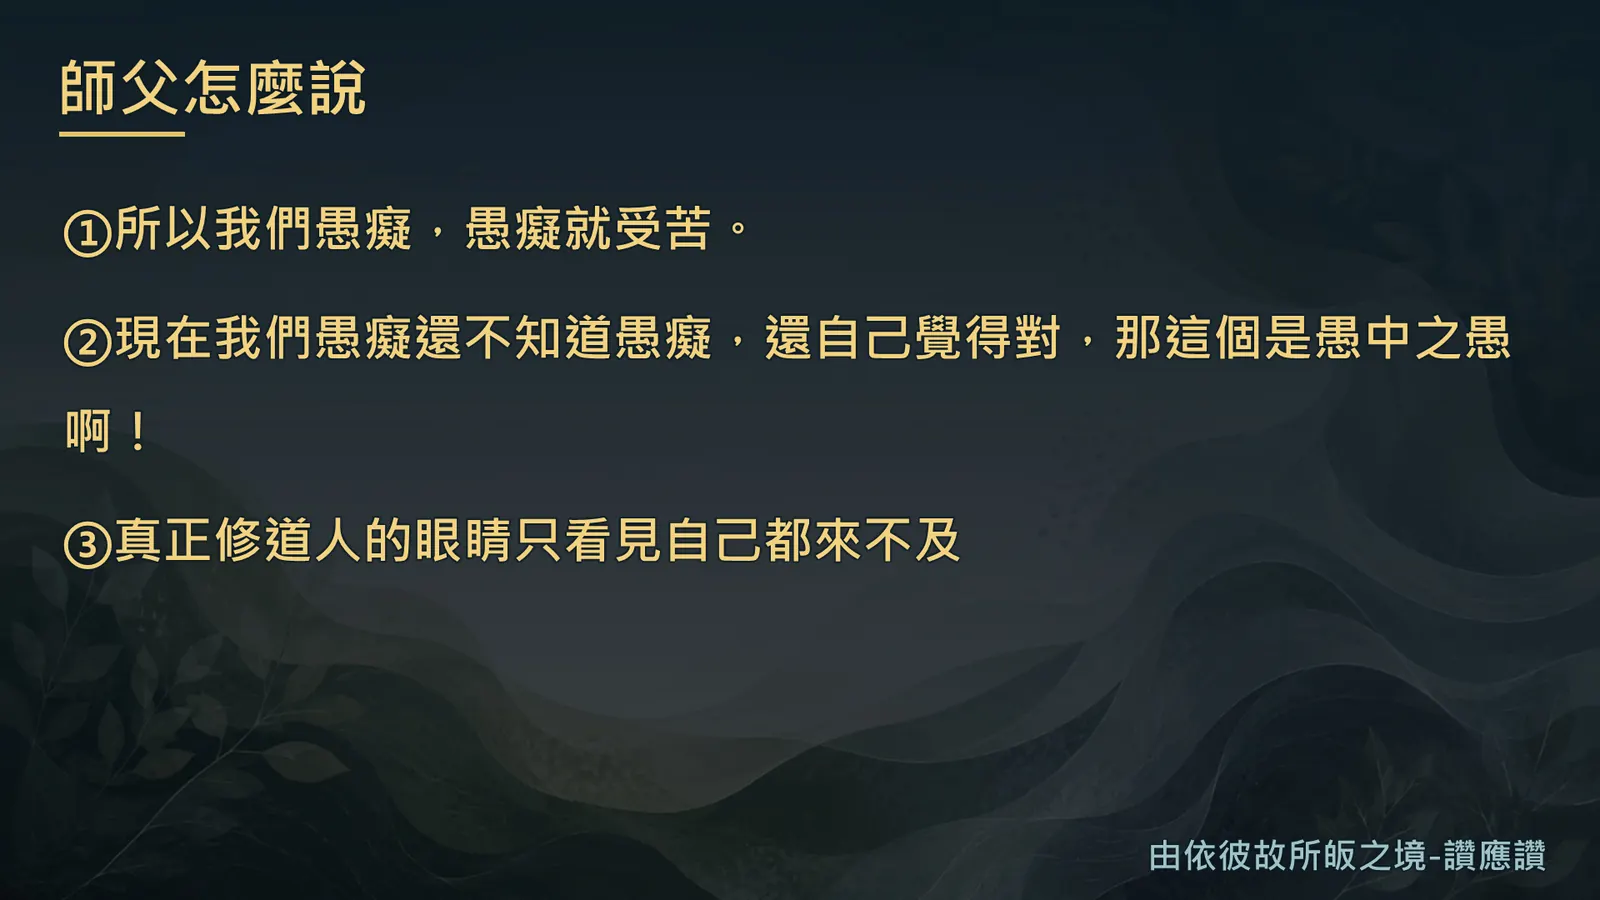 師父怎麼說
①所以我們愚癡，愚癡就受苦。
②現在我們愚癡還不知道愚癡，還自己覺得對，那這個是愚中之愚
啊！
③真正修道人的眼睛只看見自己都來不及
由依彼故所皈之境-讚應讚